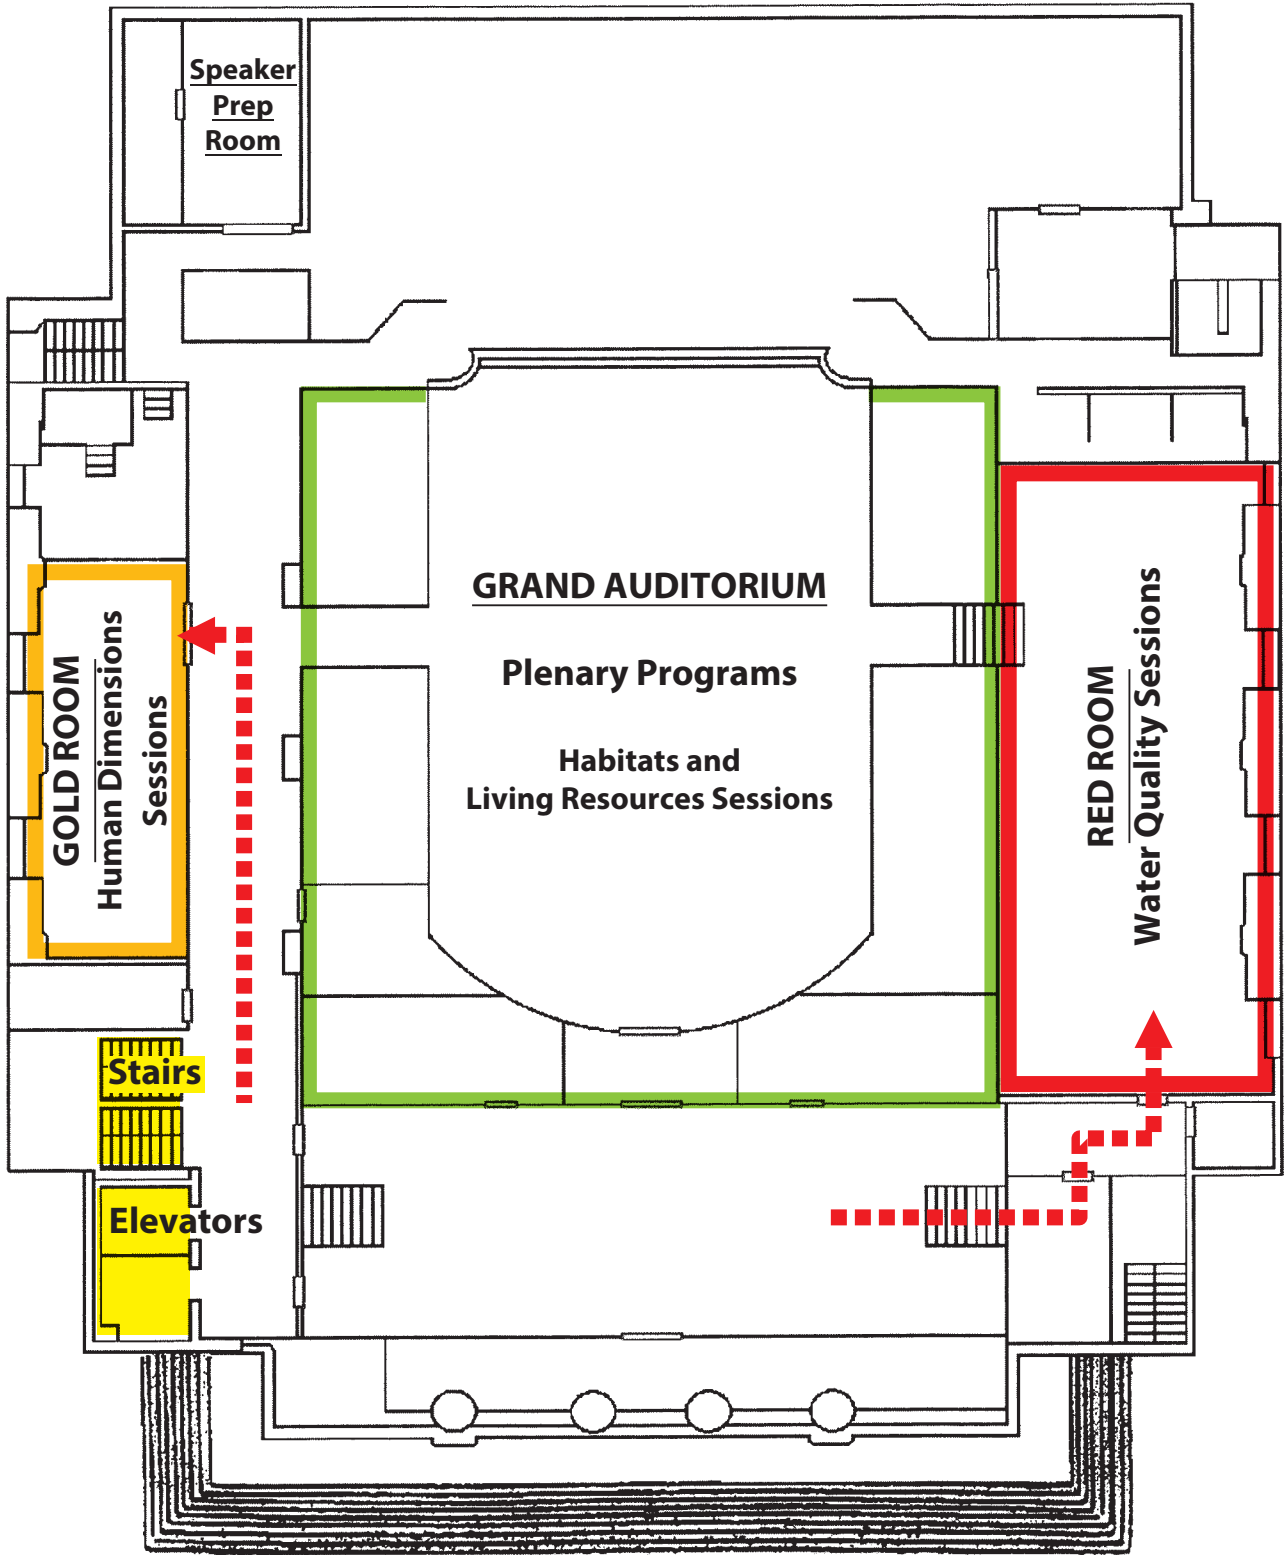 Speaker
Prep
Room
GRAND AUDITORIUM
Plenary Programs
Habitats and
Living Resources Sessions
GOLD ROOM
Human Dimensions
Sessions
RED ROOM
Water Quality Sessions
Stairs
Elevators